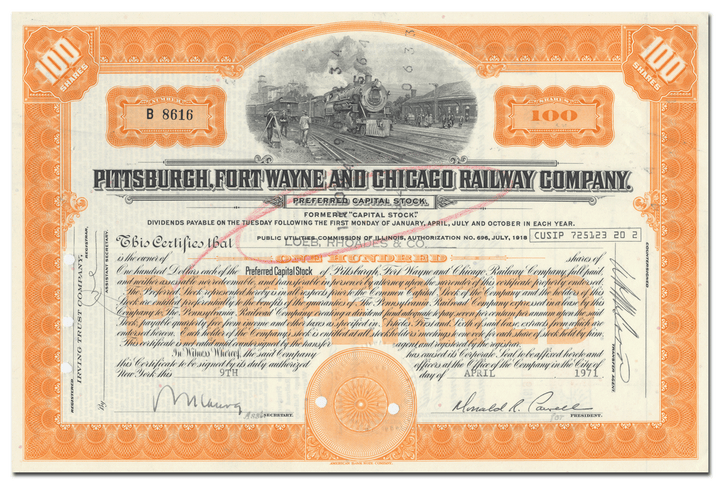 100 SHARES
100 SHARES
NUMBER
B 8616
SHARES
100
PITTSBURGH, FORT WAYNE AND CHICAGO RAILWAY COMPANY.
PREFERRED CAPITAL STOCK
FORMERLY "CAPITAL STOCK."
DIVIDENDS PAYABLE ON THE TUESDAY FOLLOWING THE FIRST MONDAY OF JANUARY, APRIL, JULY AND OCTOBER IN EACH YEAR.
PUBLIC UTILITIES COMMISSION OF ILLINOIS, AUTHORIZATION NO. 696, JULY, 1918
CUSIP 725123 20 2
This Certifies that LOEB, RHOADES & CO.
is the owner of ONE HUNDRED shares of
One hundred Dollars each of the Preferred Capital Stock of Pittsburgh, Fort Wayne and Chicago Railway Company, full paid
and neither assessable nor redeemable, and transferable in person or by attorney upon the surrender of this certificate properly endorsed.
The Preferred Stock represented hereby is in all respects prior to the Common Capital Stock of the Company and the holders of this
Stock are entitled preferentially to the benefits of the guaranties of The Pennsylvania Railroad Company expressed in a lease by this
Company to The Pennsylvania Railroad Company creating a dividend fund adequate to pay seven per centum per annum upon the said
Stock, payable quarterly free from income and other taxes as specified in Articles First and Sixth of said lease, extracts from which are
endorsed hereon. Each holder of the Company's stock is entitled at all stockholders meetings to one vote for each share of stock held by him.
This certificate is not valid until countersigned by the transfer agent and registered by the registrar.
In Witness Whereof, the said Company has caused its Corporate Seal to be affixed hereto and
this Certificate to be signed by its duly authorized officers at the Office of the Company in the City of
New York this 9TH day of APRIL 1971
SECRETARY.
Donald R.
PRESIDENT.
REGISTERED
IRVING TRUST COMPANY,
REGISTRAR,
By
ASSISTANT SECRETARY.
COUNTERSIGNED
TRANSFER AGENT
AMERICAN BANK NOTE COMPANY.